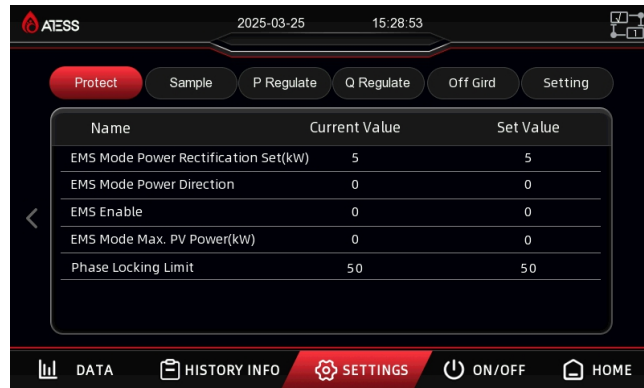 ATESS 2025-03-25 15:28:53
1
Protect Sample P Regulate Q Regulate Off Gird Setting
Name Current Value Set Value
EMS Mode Power Rectification Set(kW) 5 5
EMS Mode Power Direction 0 0
EMS Enable 0 0
EMS Mode Max. PV Power(kW) 0 0
Phase Locking Limit 50 50
DATA HISTORY INFO SETTINGS ON/OFF HOME